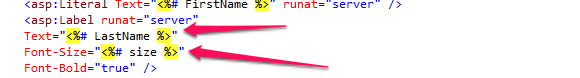 <asp:Literal Text="<%# FirstName %>" runat="server" />
<asp:Label runat="server"
Text="<%# LastName %>"
Font-Size="<%# size %>"
Font-Bold="true" />